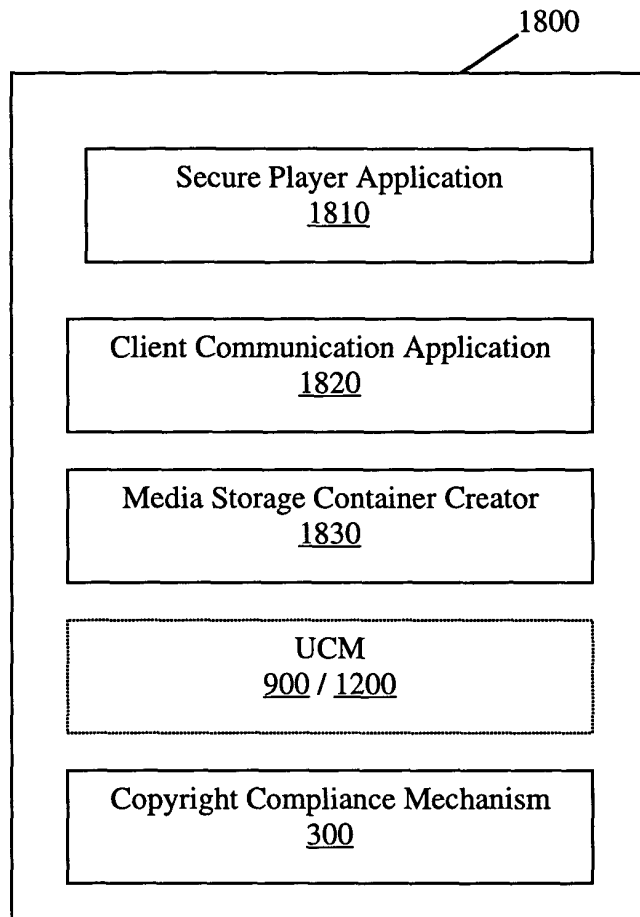 1800
Secure Player Application
1810
Client Communication Application
1820
Media Storage Container Creator
1830
UCM
900 / 1200
Copyright Compliance Mechanism
300